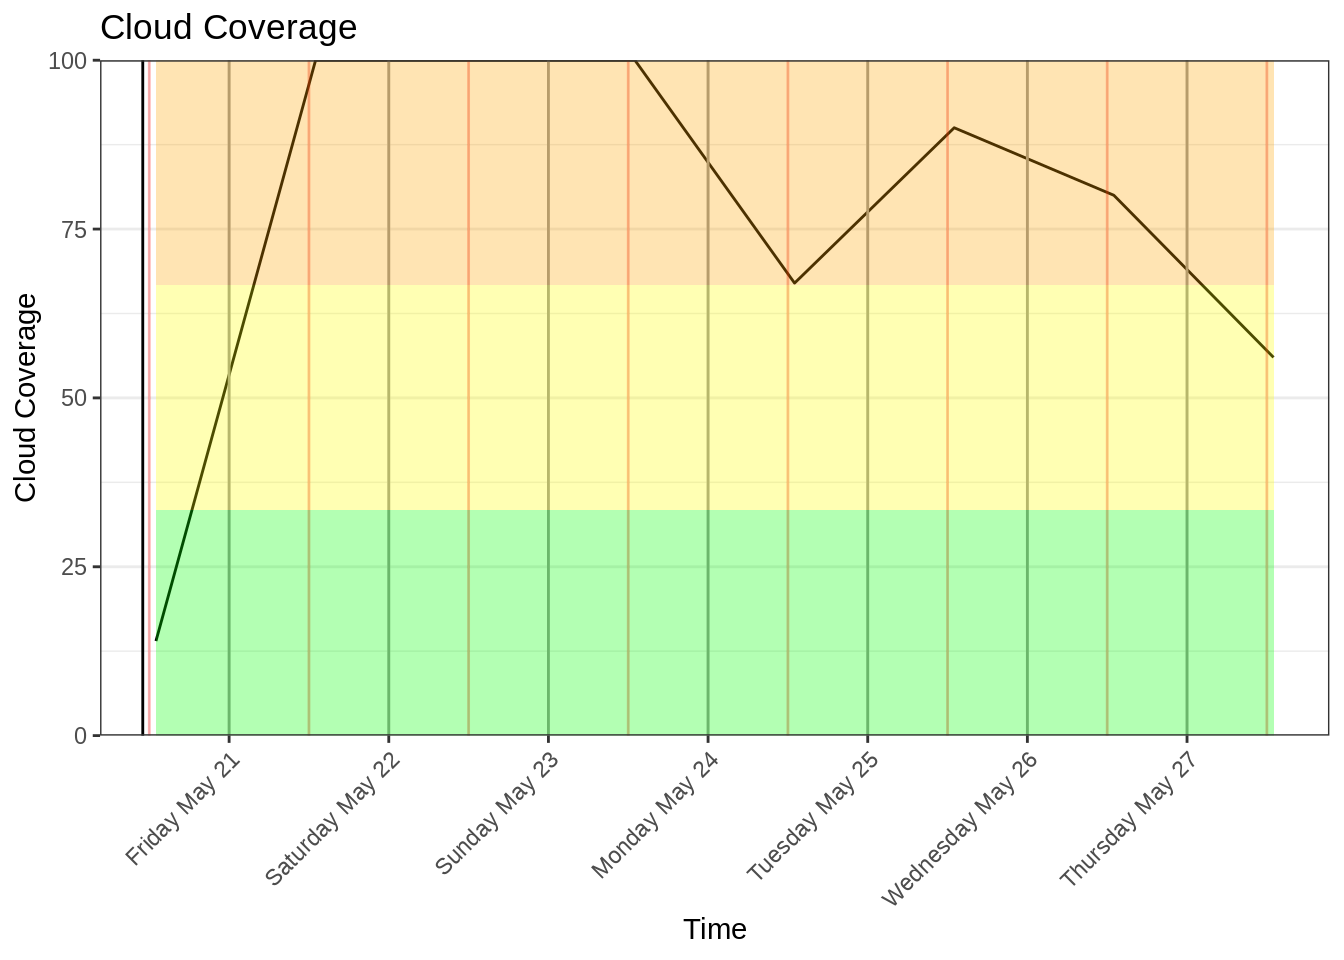 Cloud Coverage
100
75
50
25
0
Cloud Coverage
Friday May 21
Saturday May 22
Sunday May 23
Monday May 24
Tuesday May 25
Wednesday May 26
Thursday May 27
Time